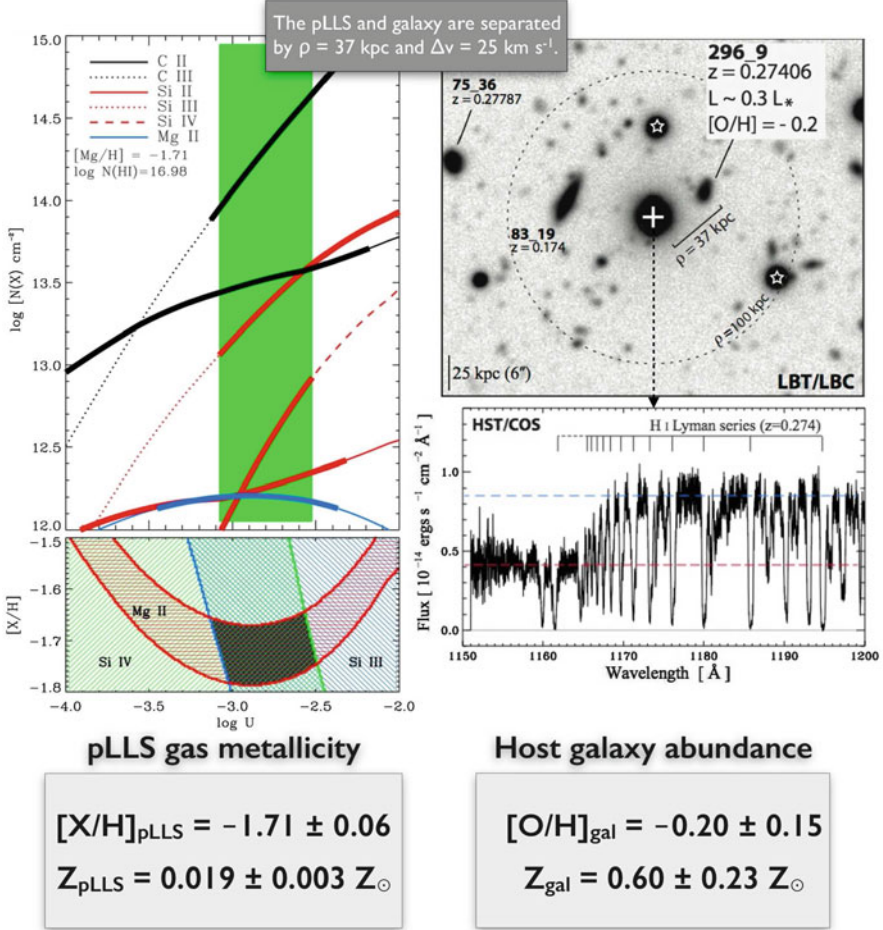 The pLLS and galaxy are separated
by ρ = 37 kpc and Δv = 25 km s⁻¹.
15.0
14.5
14.0
13.5
13.0
12.5
12.0
log [N(X) cm⁻²]
C II
C III
Si II
Si III
Si IV
Mg II
[Mg/H] = −1.71
log N(HI)=16.98
-1.5
-1.6
-1.7
-1.8
[X/H]
Mg II
Si IV
Si III
-4.0 -3.5 -3.0 -2.5 -2.0
log U
75_36
z = 0.27787
296_9
z = 0.27406
L ~ 0.3 L*
[O/H] = - 0.2
83_19
z = 0.174
ρ = 37 kpc
ρ = 100 kpc
25 kpc (6″)
LBT/LBC
HST/COS
H I Lyman series (z=0.274)
1.0
0.5
0.0
Flux [ 10⁻¹⁴ ergs s⁻¹ cm⁻² Å⁻¹ ]
1150 1160 1170 1180 1190 1200
Wavelength [ Å ]
pLLS gas metallicity
[X/H]pLLS = −1.71 ± 0.06
ZpLLS = 0.019 ± 0.003 Z⊙
Host galaxy abundance
[O/H]gal = −0.20 ± 0.15
Zgal = 0.60 ± 0.23 Z⊙